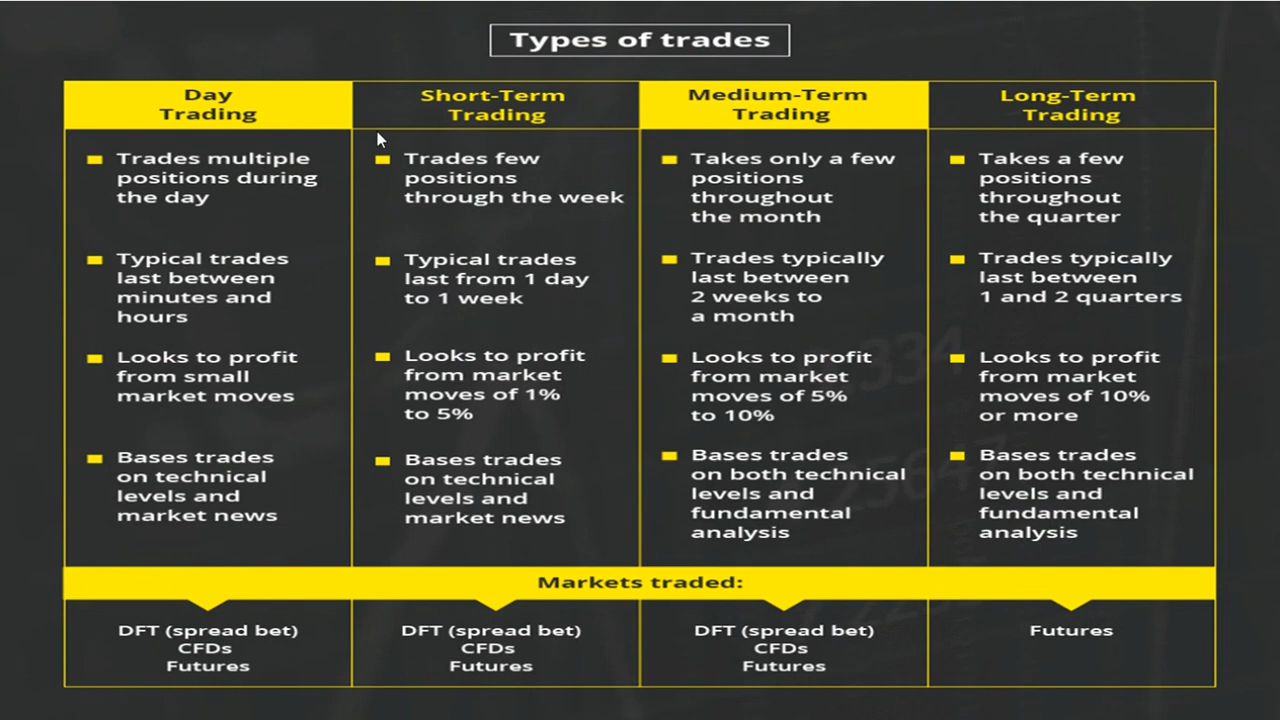 Types of trades
Day
Trading
Trades multiple
positions during
the day
Typical trades
last between
minutes and
hours
Looks to profit
from small
market moves
Bases trades
on technical
levels and
market news
Short-Term
Trading
Trades few
positions
through the week
Typical trades
last from 1 day
to 1 week
Looks to profit
from market
moves of 1%
to 5%
Bases trades
on technical
levels and
market news
Medium-Term
Trading
Takes only a few
positions
throughout
the month
Trades typically
last between
2 weeks to
a month
Looks to profit
from market
moves of 5%
to 10%
Bases trades
on both technical
levels and
fundamental
analysis
Long-Term
Trading
Takes a few
positions
throughout
the quarter
Trades typically
last between
1 and 2 quarters
Looks to profit
from market
moves of 10%
or more
Bases trades
on both technical
levels and
fundamental
analysis
Markets traded:
DFT (spread bet)
CFDs
Futures
DFT (spread bet)
CFDs
Futures
DFT (spread bet)
CFDs
Futures
Futures